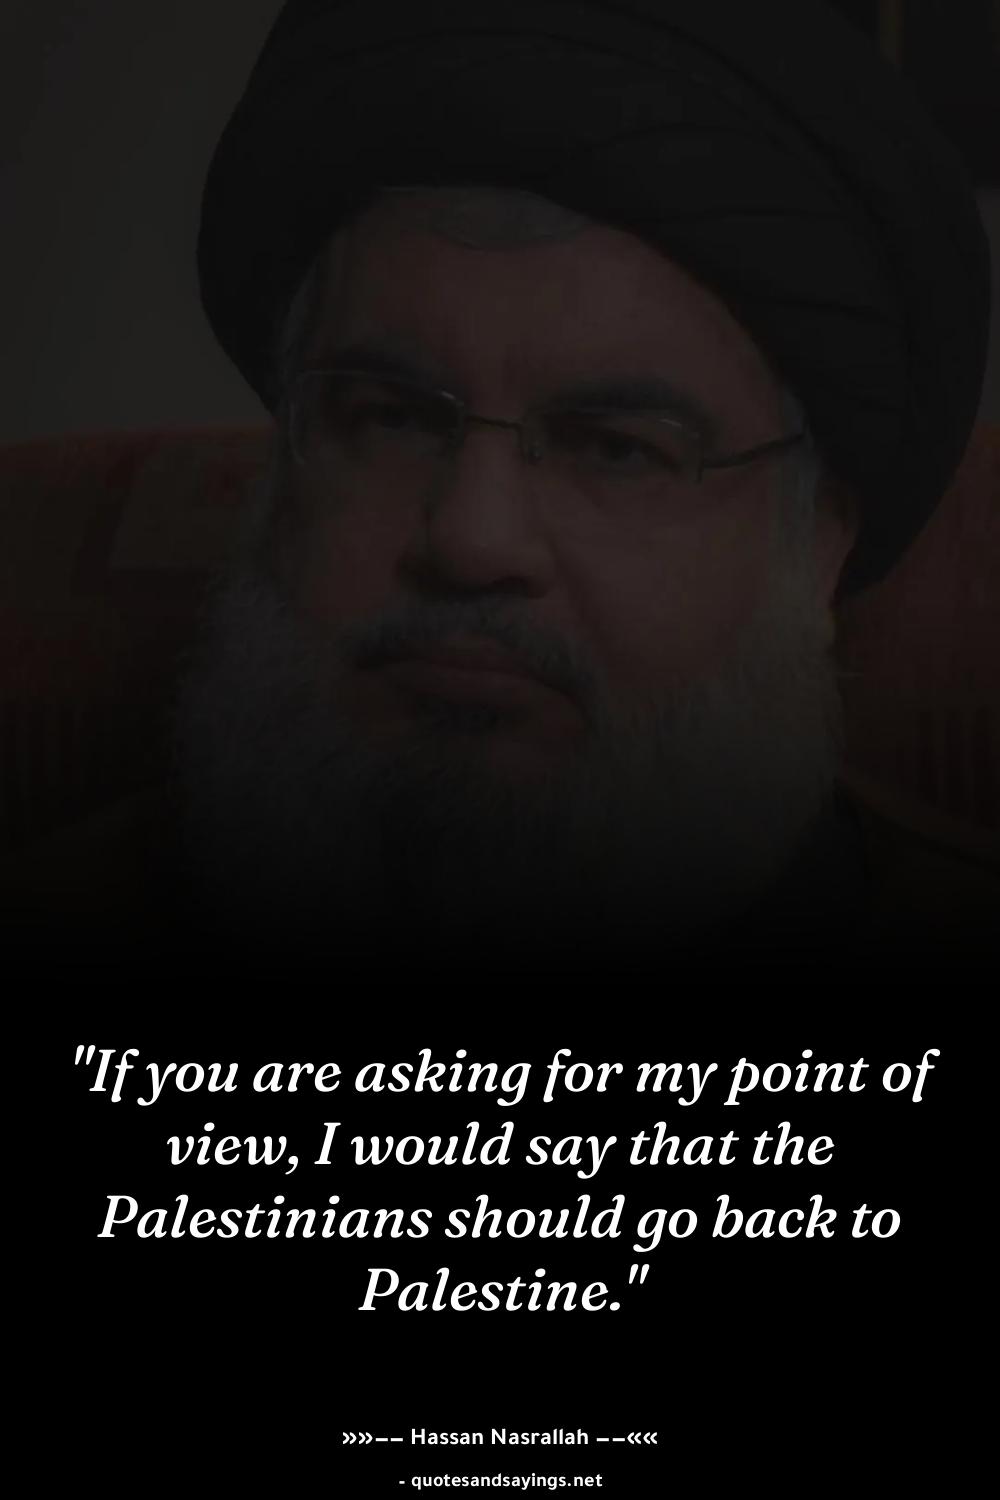 "If you are asking for my point of
view, I would say that the
Palestinians should go back to
Palestine."
»»−− Hassan Nasrallah −−««
- quotesandsayings.net